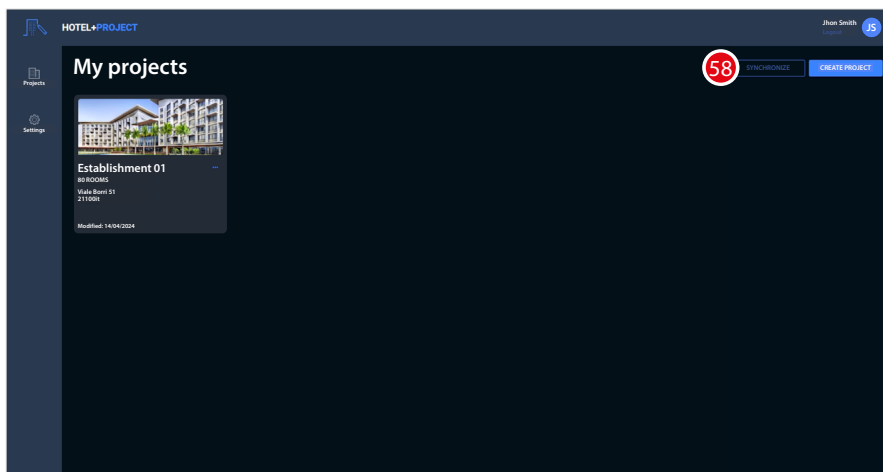 HOTEL+PROJECT
Jhon Smith
Logout
JS
Projects
Settings
My projects
58
SYNCHRONIZE
CREATE PROJECT
Establishment 01
80 ROOMS
Viale Borri 51
21100it
Modified: 14/04/2024